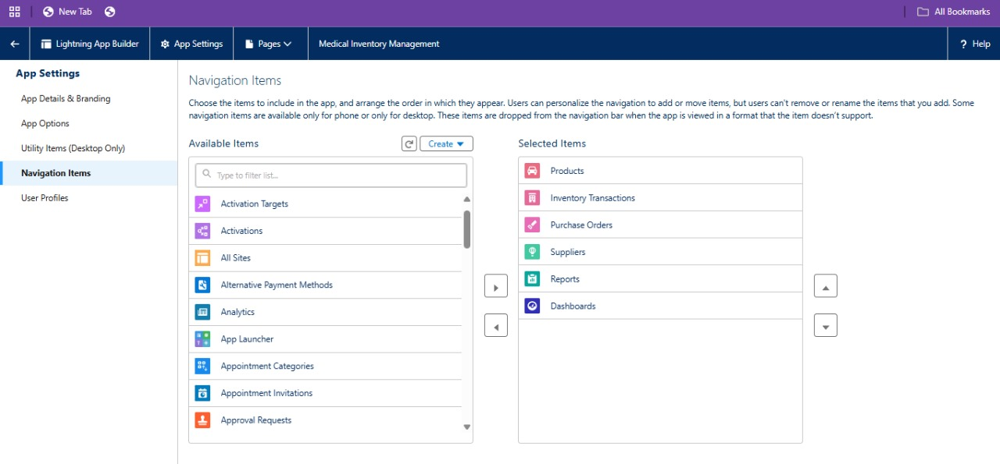 New Tab
All Bookmarks
Lightning App Builder
App Settings
Pages
Medical Inventory Management
? Help
App Settings
App Details & Branding
App Options
Utility Items (Desktop Only)
Navigation Items
User Profiles
Navigation Items
Choose the items to include in the app, and arrange the order in which they appear. Users can personalize the navigation to add or move items, but users can't remove or rename the items that you add. Some
navigation items are available only for phone or only for desktop. These items are dropped from the navigation bar when the app is viewed in a format that the item doesn't support.
Available Items
Create
Type to filter list...
Activation Targets
Activations
All Sites
Alternative Payment Methods
Analytics
App Launcher
Appointment Categories
Appointment Invitations
Approval Requests
Selected Items
Products
Inventory Transactions
Purchase Orders
Suppliers
Reports
Dashboards